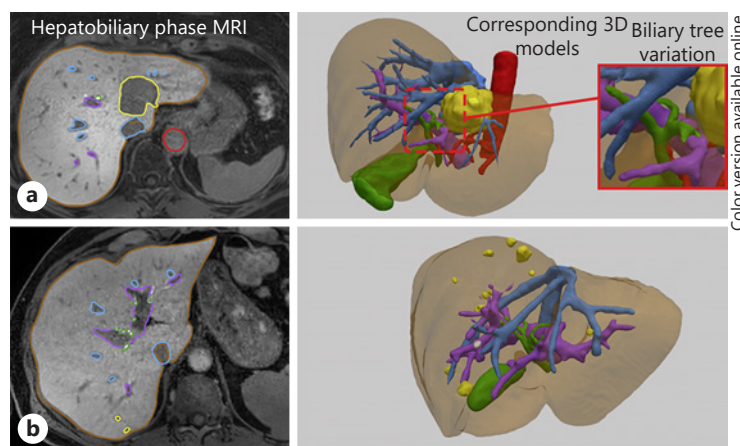 Hepatobiliary phase MRI
Corresponding 3D
models
Biliary tree
variation
a
b
Color version available online